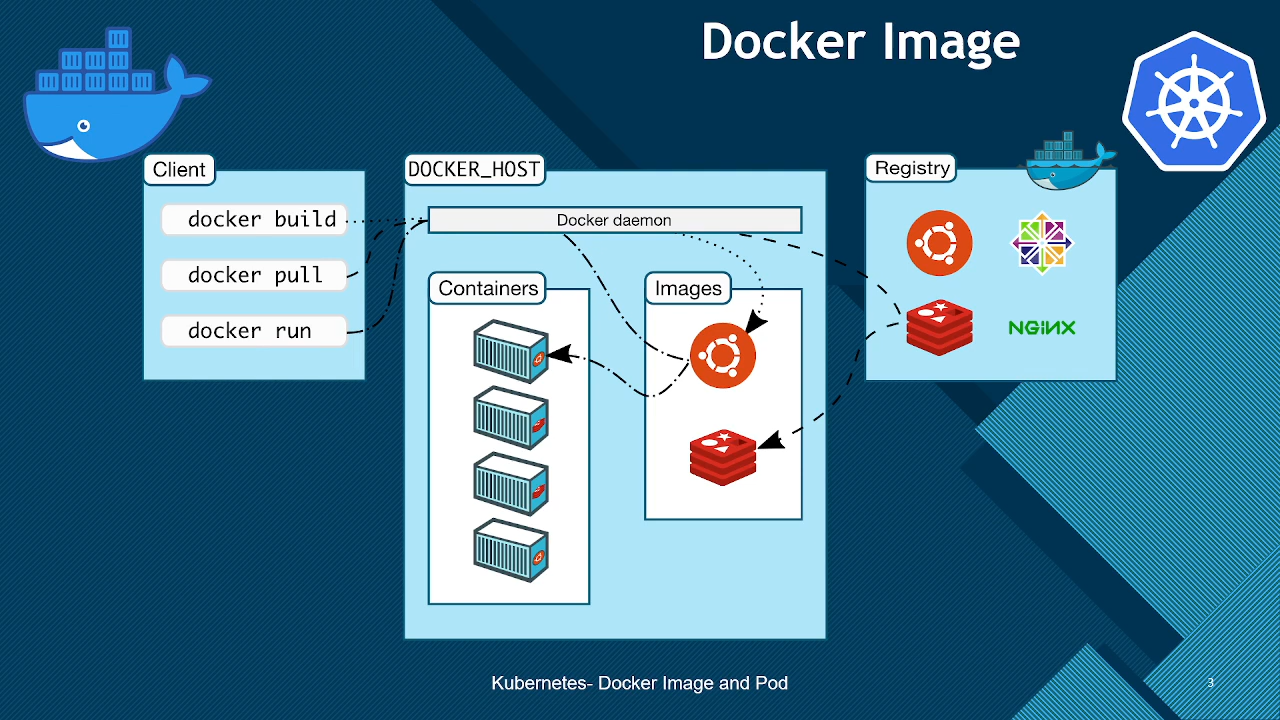 Docker Image
Client
docker build
docker pull
docker run
DOCKER_HOST
Docker daemon
Containers
Images
Registry
NGiNX
Kubernetes- Docker Image and Pod
3